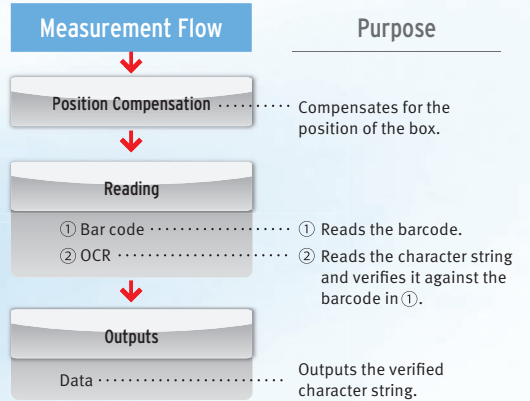 Measurement Flow Purpose
Position Compensation ·········· Compensates for the
position of the box.
Reading
① Bar code ·················· ① Reads the barcode.
② OCR ······················ ② Reads the character string
and verifies it against the
barcode in①.
Outputs
Data ························ Outputs the verified
character string.